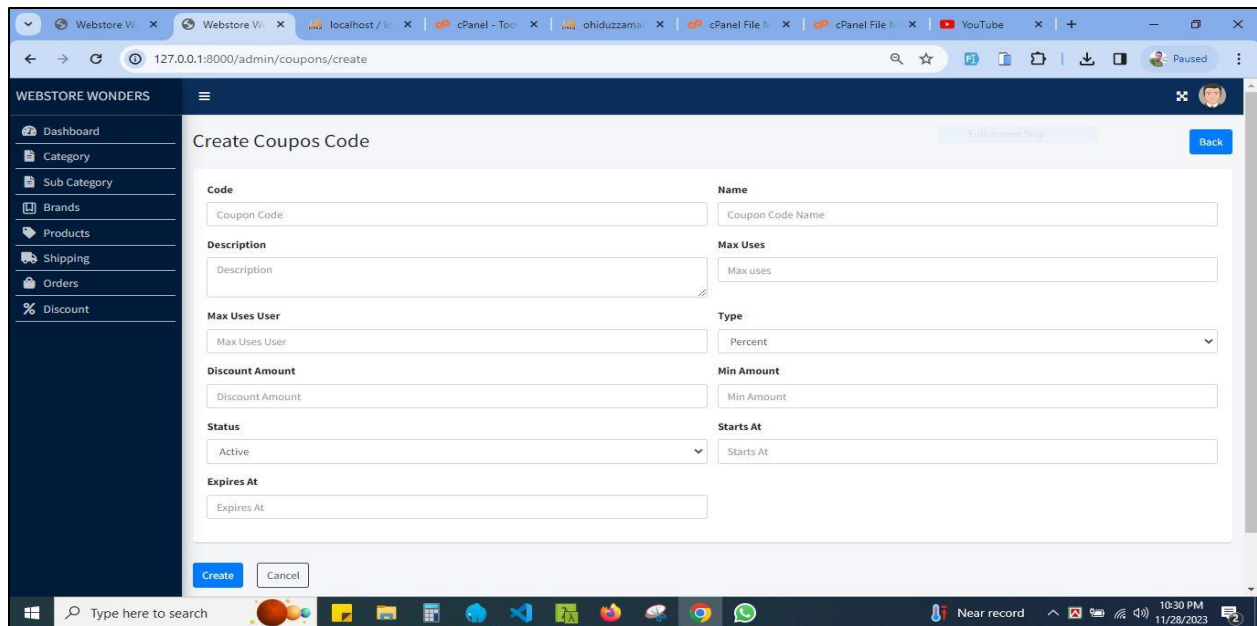 Webstore W
Webstore W
localhost / lo
cPanel - Too
ohiduzzama
cPanel File M
cPanel File M
YouTube
127.0.0.1:8000/admin/coupons/create
Paused
WEBSTORE WONDERS
Dashboard
Category
Sub Category
Brands
Products
Shipping
Orders
Discount
Create Coupos Code
Full-screen Snip
Back
Code
Name
Coupon Code
Coupon Code Name
Description
Max Uses
Description
Max uses
Max Uses User
Type
Max Uses User
Percent
Discount Amount
Min Amount
Discount Amount
Min Amount
Status
Starts At
Active
Starts At
Expires At
Expires At
Create
Cancel
Type here to search
Near record
10:30 PM
11/28/2023
2